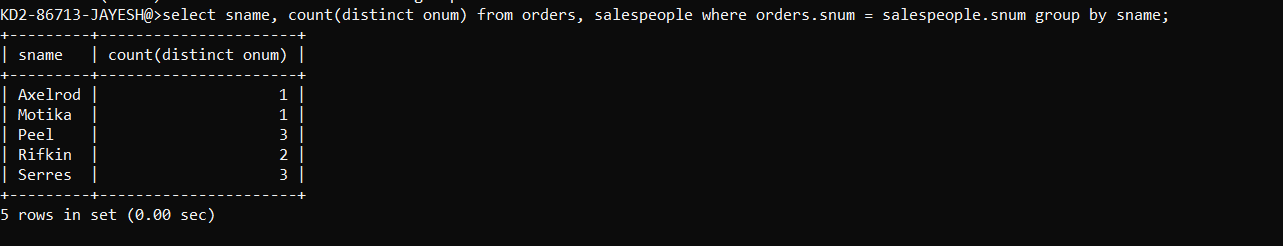 KD2-86713-JAYESH@>select sname, count(distinct onum) from orders, salespeople where orders.snum = salespeople.snum group by sname;
+---------+----------------------+
| sname   | count(distinct onum) |
+---------+----------------------+
| Axelrod |                    1 |
| Motika  |                    1 |
| Peel    |                    3 |
| Rifkin  |                    2 |
| Serres  |                    3 |
+---------+----------------------+
5 rows in set (0.00 sec)